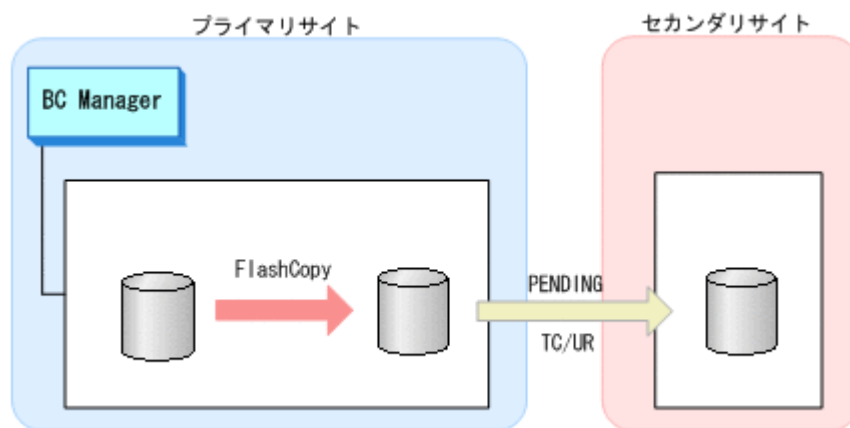 プライマリサイト
セカンダリサイト
BC Manager
FlashCopy
PENDING
TC/UR